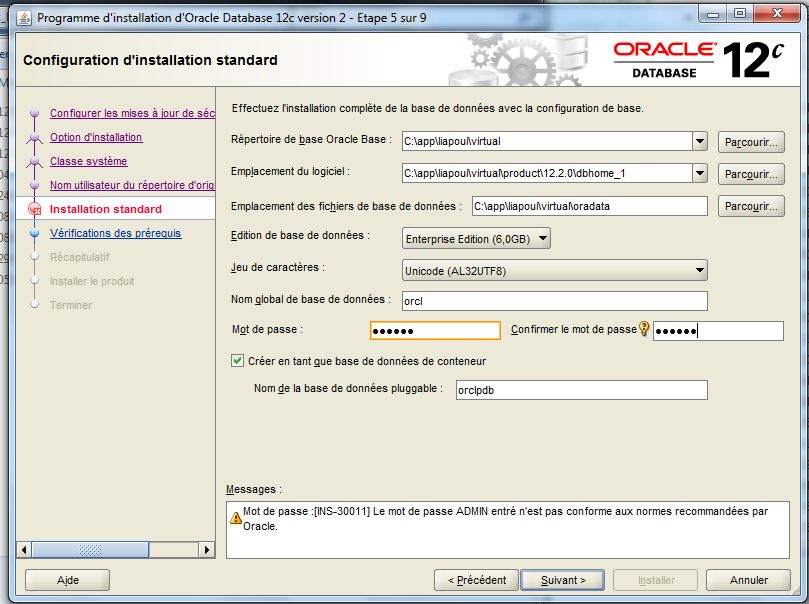 Programme d'installation d'Oracle Database 12c version 2 - Etape 5 sur 9
Configuration d'installation standard
ORACLE
DATABASE
12c
Configurer les mises à jour de séc
Option d'installation
Classe système
Nom utilisateur du répertoire d'orig
Installation standard
Vérifications des prérequis
Récapitulatif
Installer le produit
Terminer
Effectuez l'installation complète de la base de données avec la configuration de base.
Répertoire de base Oracle Base : C:\app\liapoui\virtual Parcourir...
Emplacement du logiciel : C:\app\liapoui\virtual\product\12.2.0\dbhome_1 Parcourir...
Emplacement des fichiers de base de données : C:\app\liapoui\virtual\oradata Parcourir...
Edition de base de données : Enterprise Edition (6,0GB)
Jeu de caractères : Unicode (AL32UTF8)
Nom global de base de données : orcl
Mot de passe : •••••• Confirmer le mot de passe ••••••
Créer en tant que base de données de conteneur
Nom de la base de données pluggable : orclpdb
Messages :
Mot de passe :[INS-30011] Le mot de passe ADMIN entré n'est pas conforme aux normes recommandées par
Oracle.
Aide < Précédent Suivant > Installer Annuler